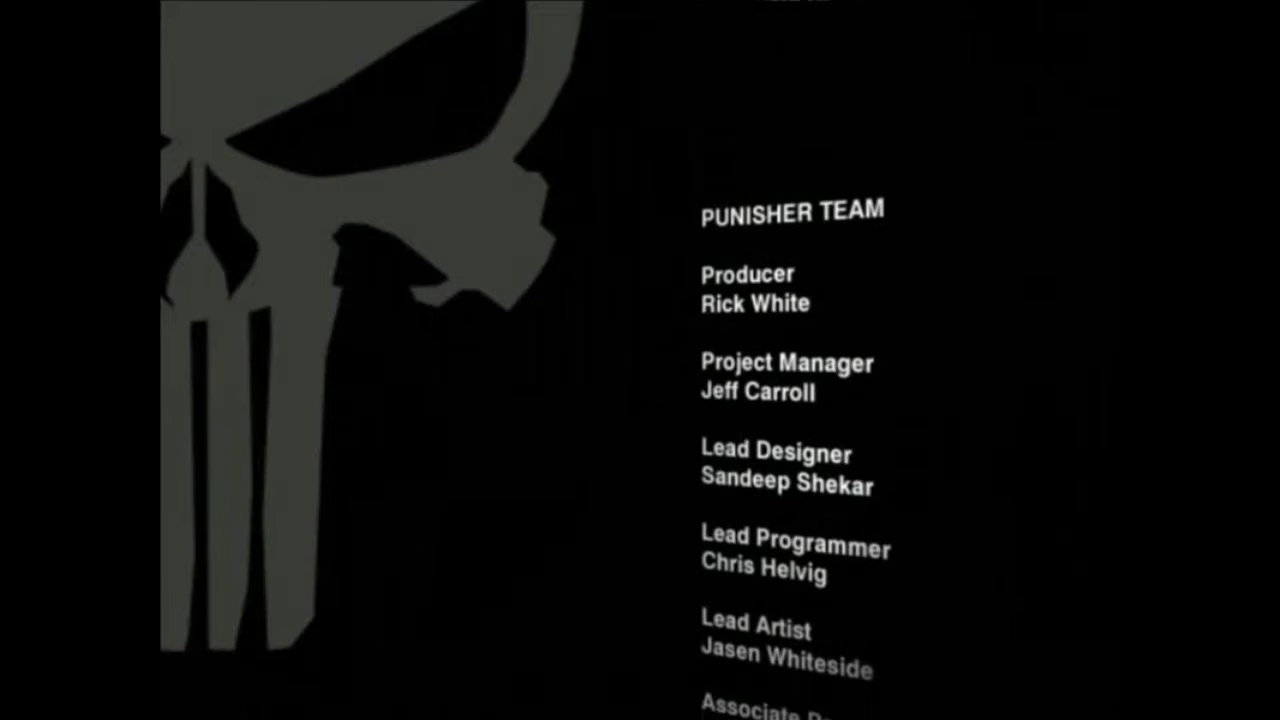 PUNISHER TEAM
Producer
Rick White
Project Manager
Jeff Carroll
Lead Designer
Sandeep Shekar
Lead Programmer
Chris Helvig
Lead Artist
Jasen Whiteside
Associate